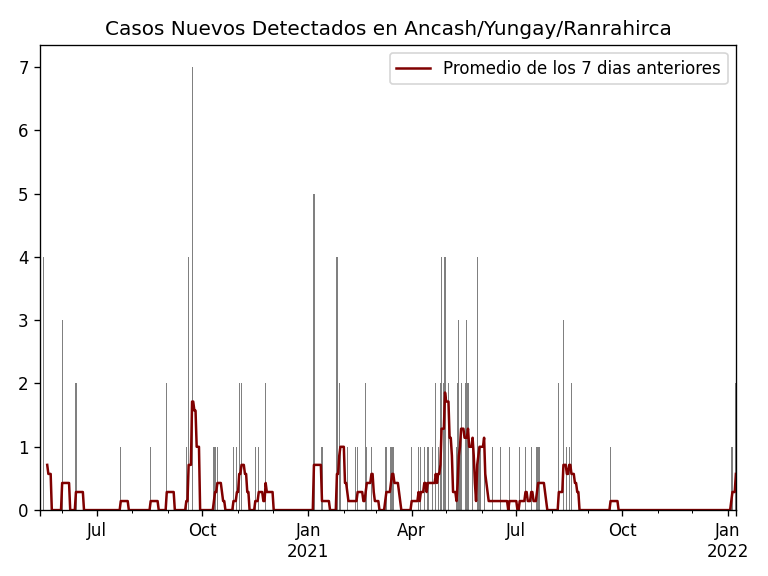 Casos Nuevos Detectados en Ancash/Yungay/Ranrahirca
Promedio de los 7 dias anteriores
7
6
5
4
3
2
1
0
Jul
Oct
Jan
2021
Apr
Jul
Oct
Jan
2022